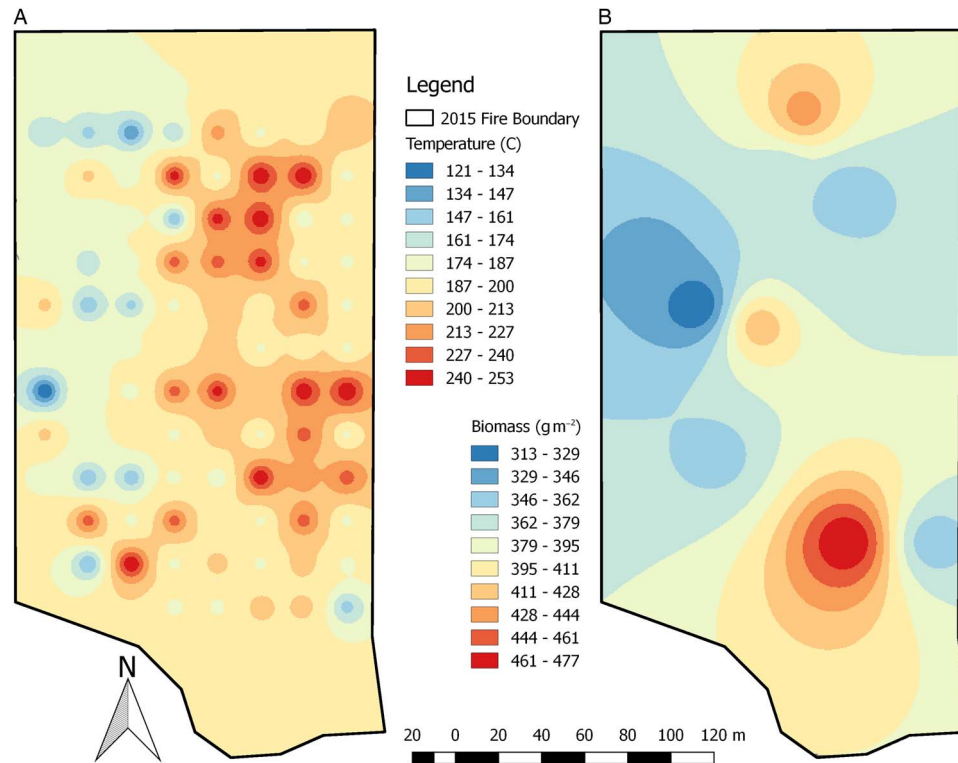 A
B
Legend
2015 Fire Boundary
Temperature (C)
121 - 134
134 - 147
147 - 161
161 - 174
174 - 187
187 - 200
200 - 213
213 - 227
227 - 240
240 - 253
Biomass (g m⁻²)
313 - 329
329 - 346
346 - 362
362 - 379
379 - 395
395 - 411
411 - 428
428 - 444
444 - 461
461 - 477
N
20 0 20 40 60 80 100 120 m